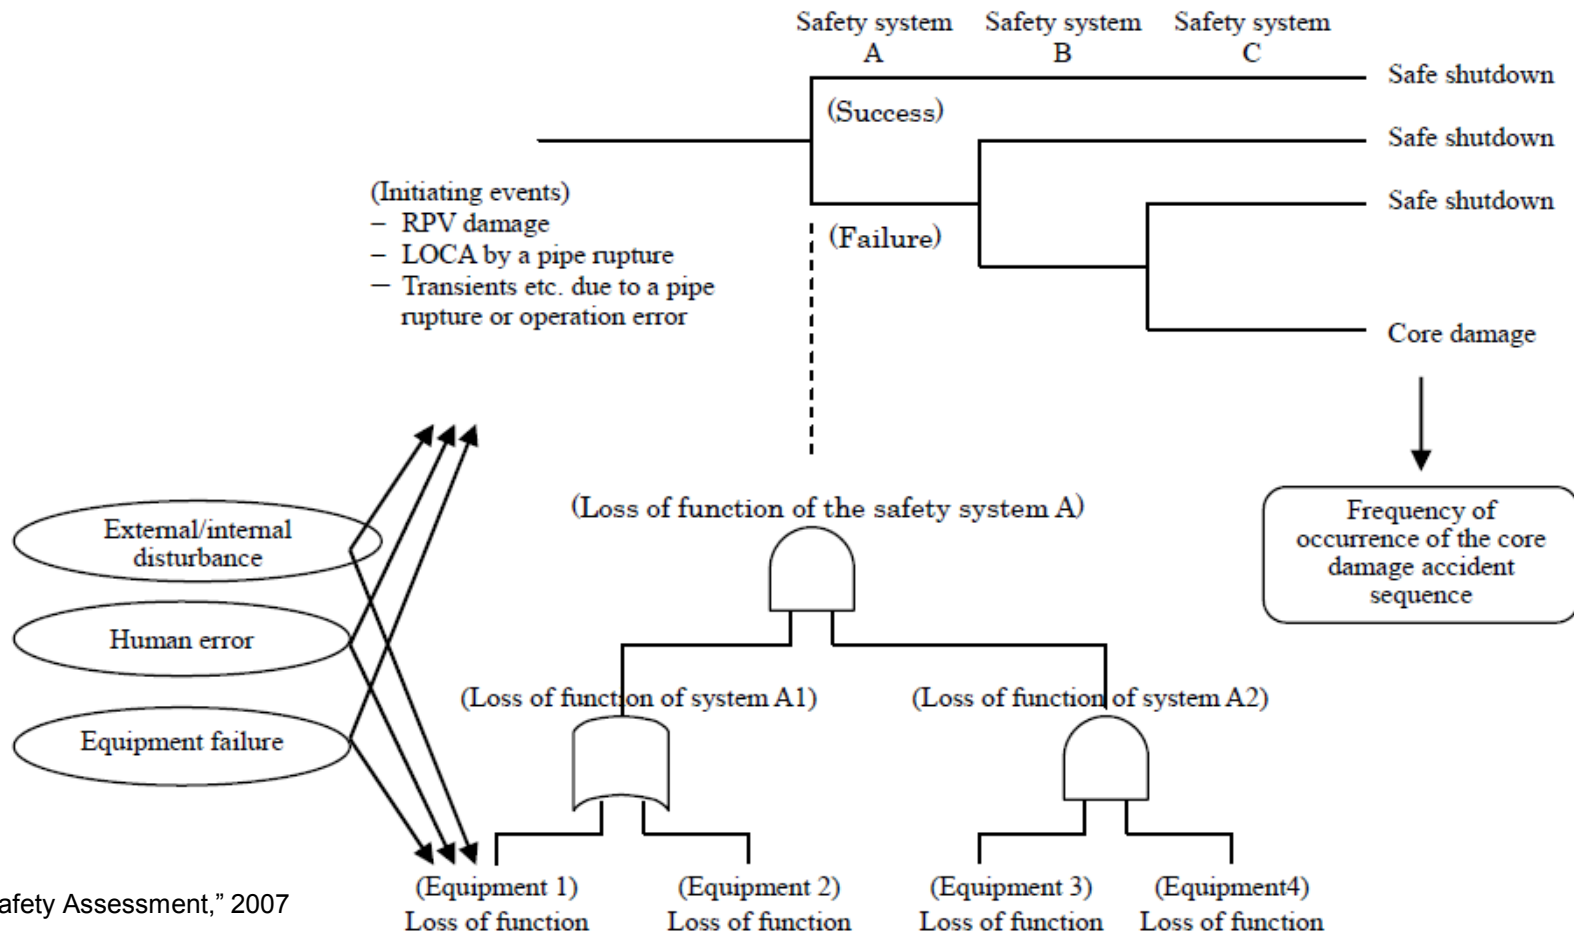 Safety system
A
Safety system
B
Safety system
C
Safe shutdown
(Success)
Safe shutdown
(Initiating events)
– RPV damage
– LOCA by a pipe rupture
– Transients etc. due to a pipe
rupture or operation error
Safe shutdown
(Failure)
Core damage
(Loss of function of the safety system A)
Frequency of
occurrence of the core
damage accident
sequence
External/internal
disturbance
Human error
Equipment failure
(Loss of function of system A1)
(Loss of function of system A2)
(Equipment 1)
Loss of function
(Equipment 2)
Loss of function
(Equipment 3)
Loss of function
(Equipment4)
Loss of function
afety Assessment,” 2007